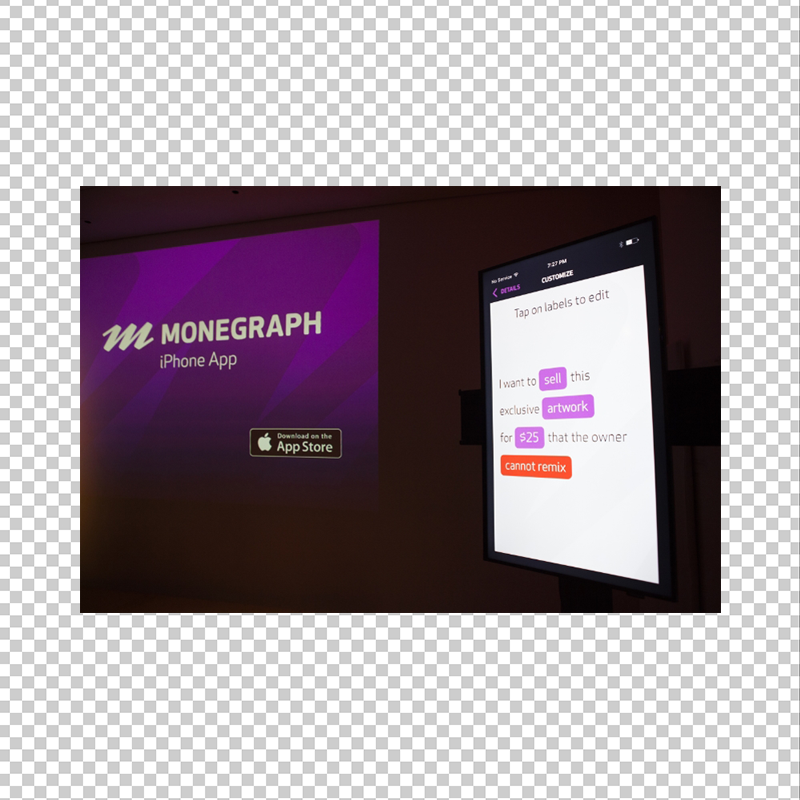 MONEGRAPH
iPhone App
Download on the
App Store
No Service 7:27 PM
DETAILS CUSTOMIZE
Tap on labels to edit
I want to sell this
exclusive artwork
for $25 that the owner
cannot remix